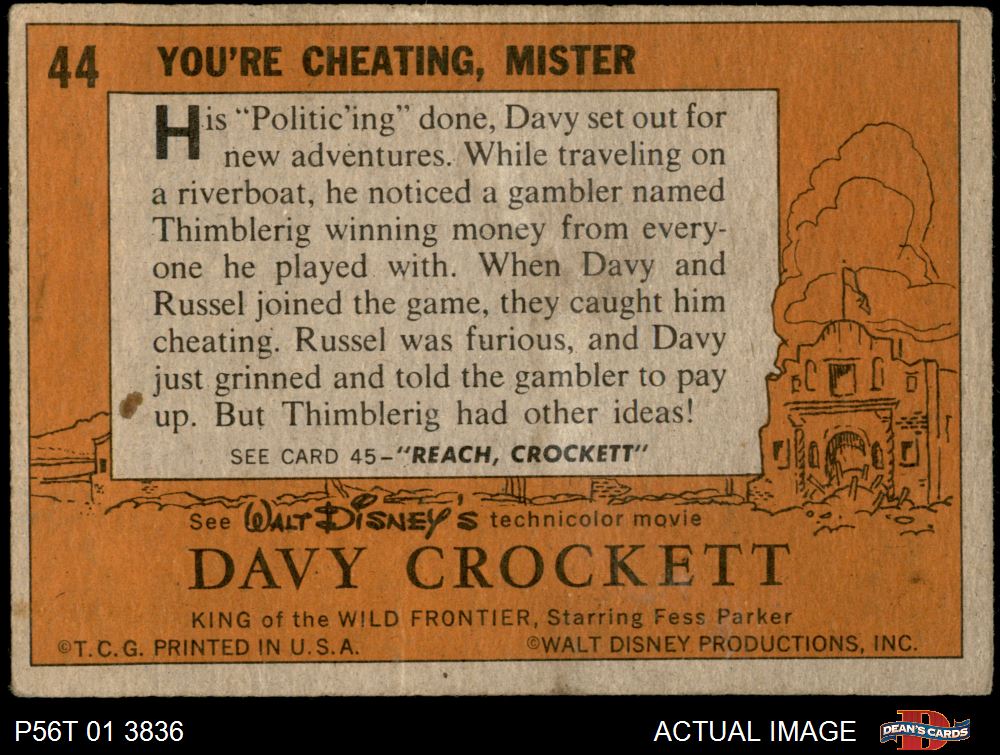 44 YOU'RE CHEATING, MISTER
His "Politic'ing" done, Davy set out for
new adventures. While traveling on
a riverboat, he noticed a gambler named
Thimblerig winning money from every-
one he played with. When Davy and
Russel joined the game, they caught him
cheating. Russel was furious, and Davy
just grinned and told the gambler to pay
up. But Thimblerig had other ideas!
SEE CARD 45-"REACH, CROCKETT"
See WALT DISNEY'S technicolor movie
DAVY CROCKETT
KING of the WILD FRONTIER, Starring Fess Parker
©T.C.G. PRINTED IN U.S.A. ©WALT DISNEY PRODUCTIONS, INC.
P56T 01 3836 ACTUAL IMAGE D DEAN'S CARDS